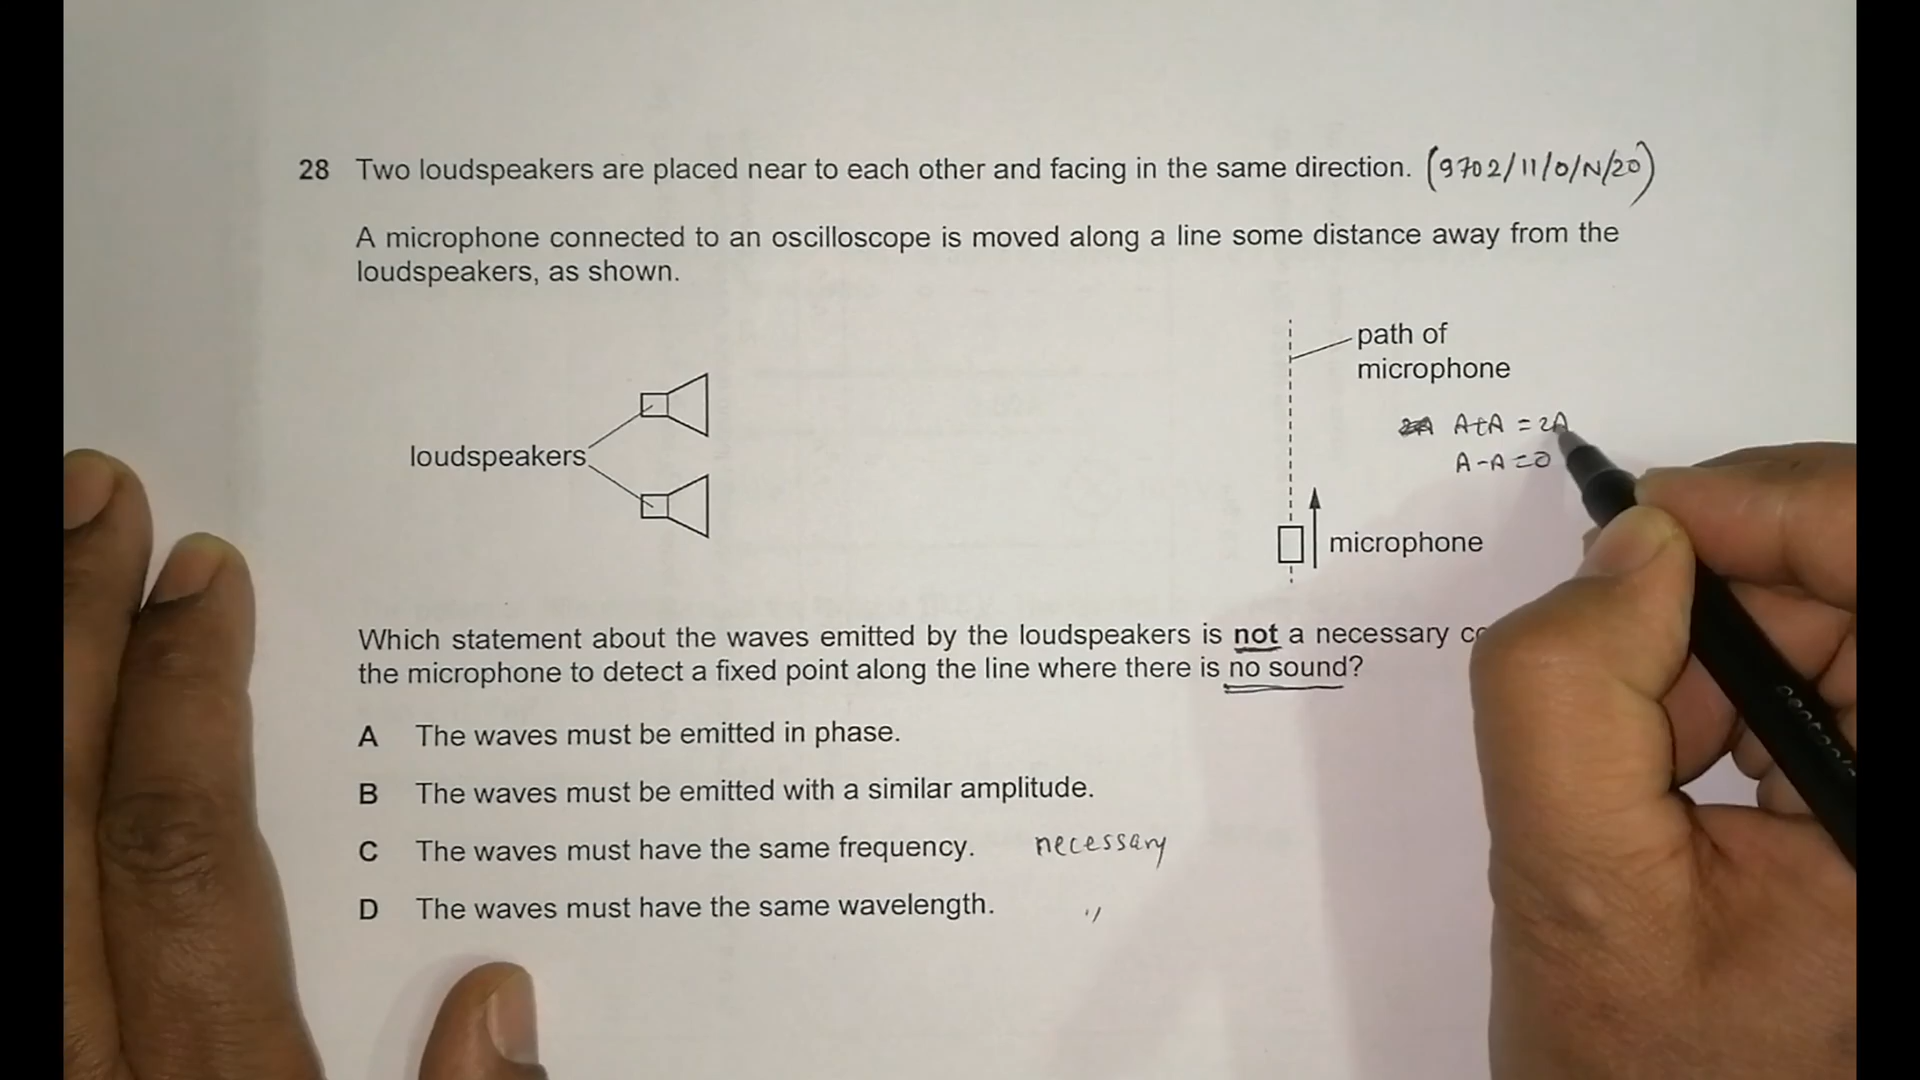 28 Two loudspeakers are placed near to each other and facing in the same direction. (9702/11/O/N/20)
A microphone connected to an oscilloscope is moved along a line some distance away from the
loudspeakers, as shown.
path of
microphone
A+A = 2A
A-A=0
loudspeakers
microphone
Which statement about the waves emitted by the loudspeakers is not a necessary
the microphone to detect a fixed point along the line where there is no sound?
A The waves must be emitted in phase.
B The waves must be emitted with a similar amplitude.
C The waves must have the same frequency. necessary
D The waves must have the same wavelength. "